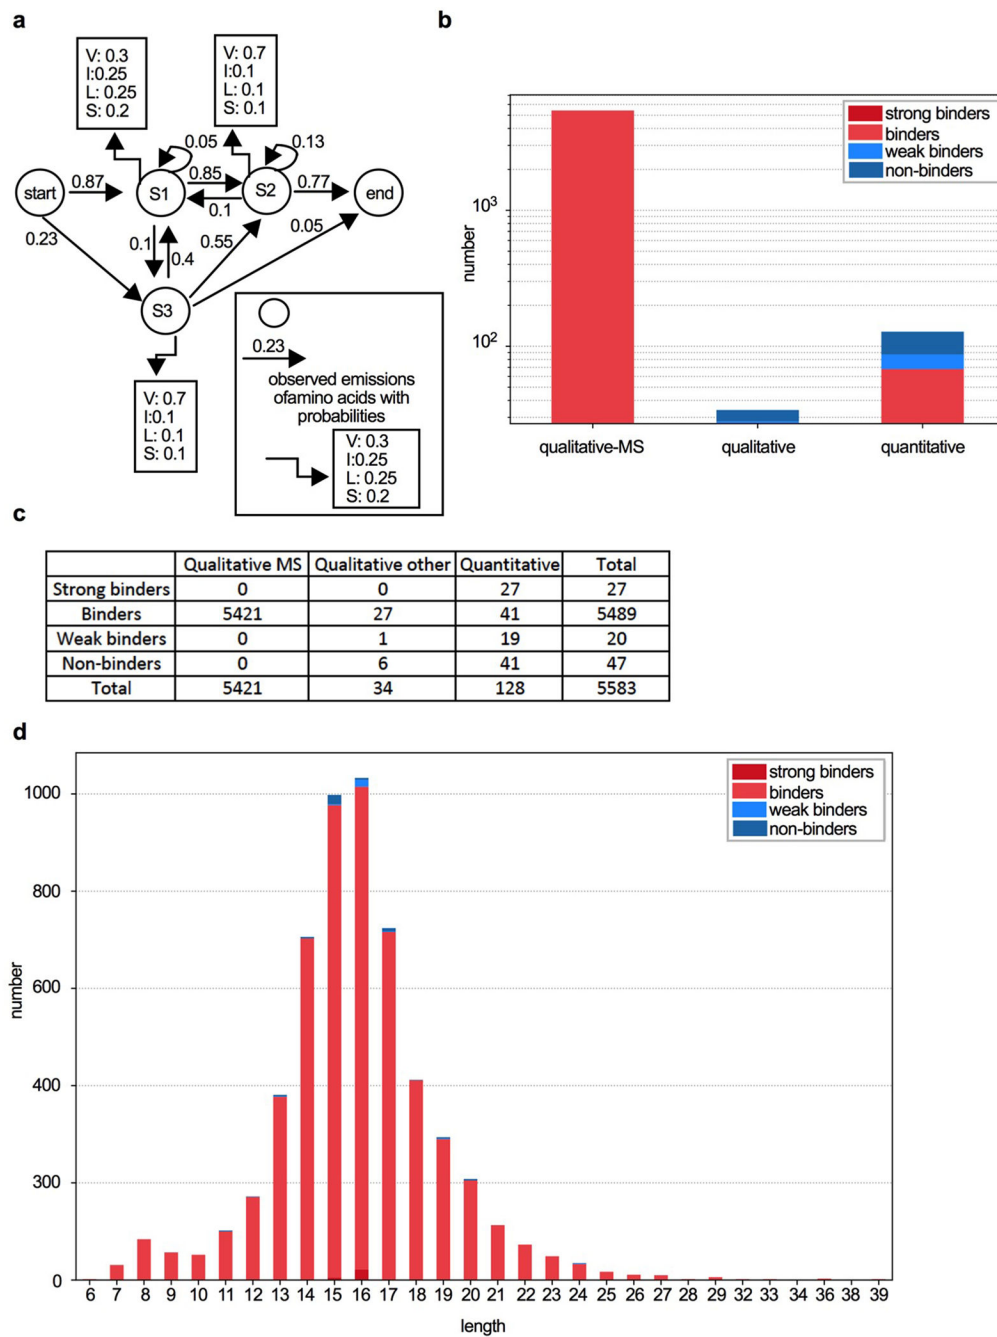 a
V: 0.3
I:0.25
L: 0.25
S: 0.2
V: 0.7
I:0.1
L: 0.1
S: 0.1
0.05
0.13
start
0.87
S1
0.85
S2
0.77
end
0.1
0.23
0.1
0.4
0.55
0.05
S3
V: 0.7
I:0.1
L: 0.1
S: 0.1
0.23
observed emissions
ofamino acids with
probabilities
V: 0.3
I:0.25
L: 0.25
S: 0.2
b
strong binders
binders
weak binders
non-binders
number
10³
10²
qualitative-MS qualitative quantitative
c
Qualitative MS Qualitative other Quantitative Total
Strong binders 0 0 27 27
Binders 5421 27 41 5489
Weak binders 0 1 19 20
Non-binders 0 6 41 47
Total 5421 34 128 5583
d
strong binders
binders
weak binders
non-binders
number
1000
800
600
400
300
0
6 7 8 9 10 11 12 13 14 15 16 17 18 19 20 21 22 23 24 25 26 27 28 29 32 33 34 36 38 39
length